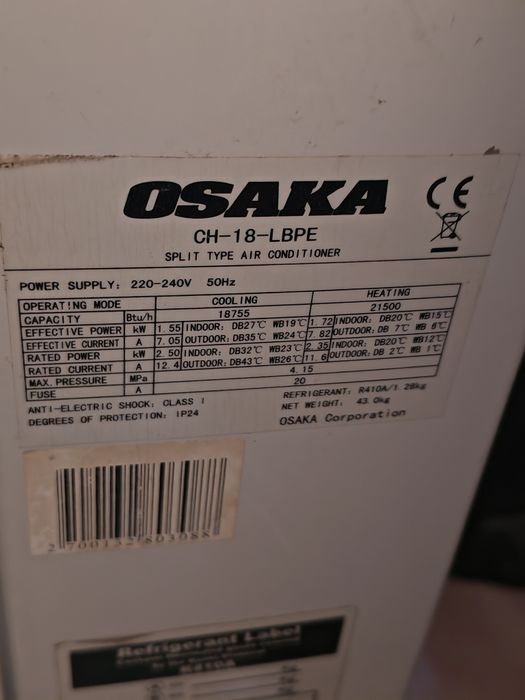 OSAKA
CE
CH-18-LBPE
SPLIT TYPE AIR CONDITIONER
POWER SUPPLY: 220-240V 50Hz
OPERATING MODE COOLING HEATING
CAPACITY Btu/h 18755 21500
EFFECTIVE POWER kW 1.55 INDOOR: DB27℃ WB19℃ 1.72 INDOOR: DB20℃ WB15℃
EFFECTIVE CURRENT A 7.05 OUTDOOR: DB35℃ WB24℃ 7.82 OUTDOOR: DB 7℃ WB 6℃
RATED POWER kW 2.50 INDOOR: DB32℃ WB23℃ 2.35 INDOOR: DB20℃ WB12℃
RATED CURRENT A 12.4 OUTDOOR: DB43℃ WB26℃ 11.6 OUTDOOR: DB 2℃ WB 1℃
MAX. PRESSURE MPa 4.15
FUSE A 20
ANTI-ELECTRIC SHOCK: CLASS I REFRIGERANT: R410A/1.28kg
DEGREES OF PROTECTION: IP24 NET WEIGHT: 43.0kg
OSAKA Corporation
2 700132 803088
Refrigerant Label
R410A